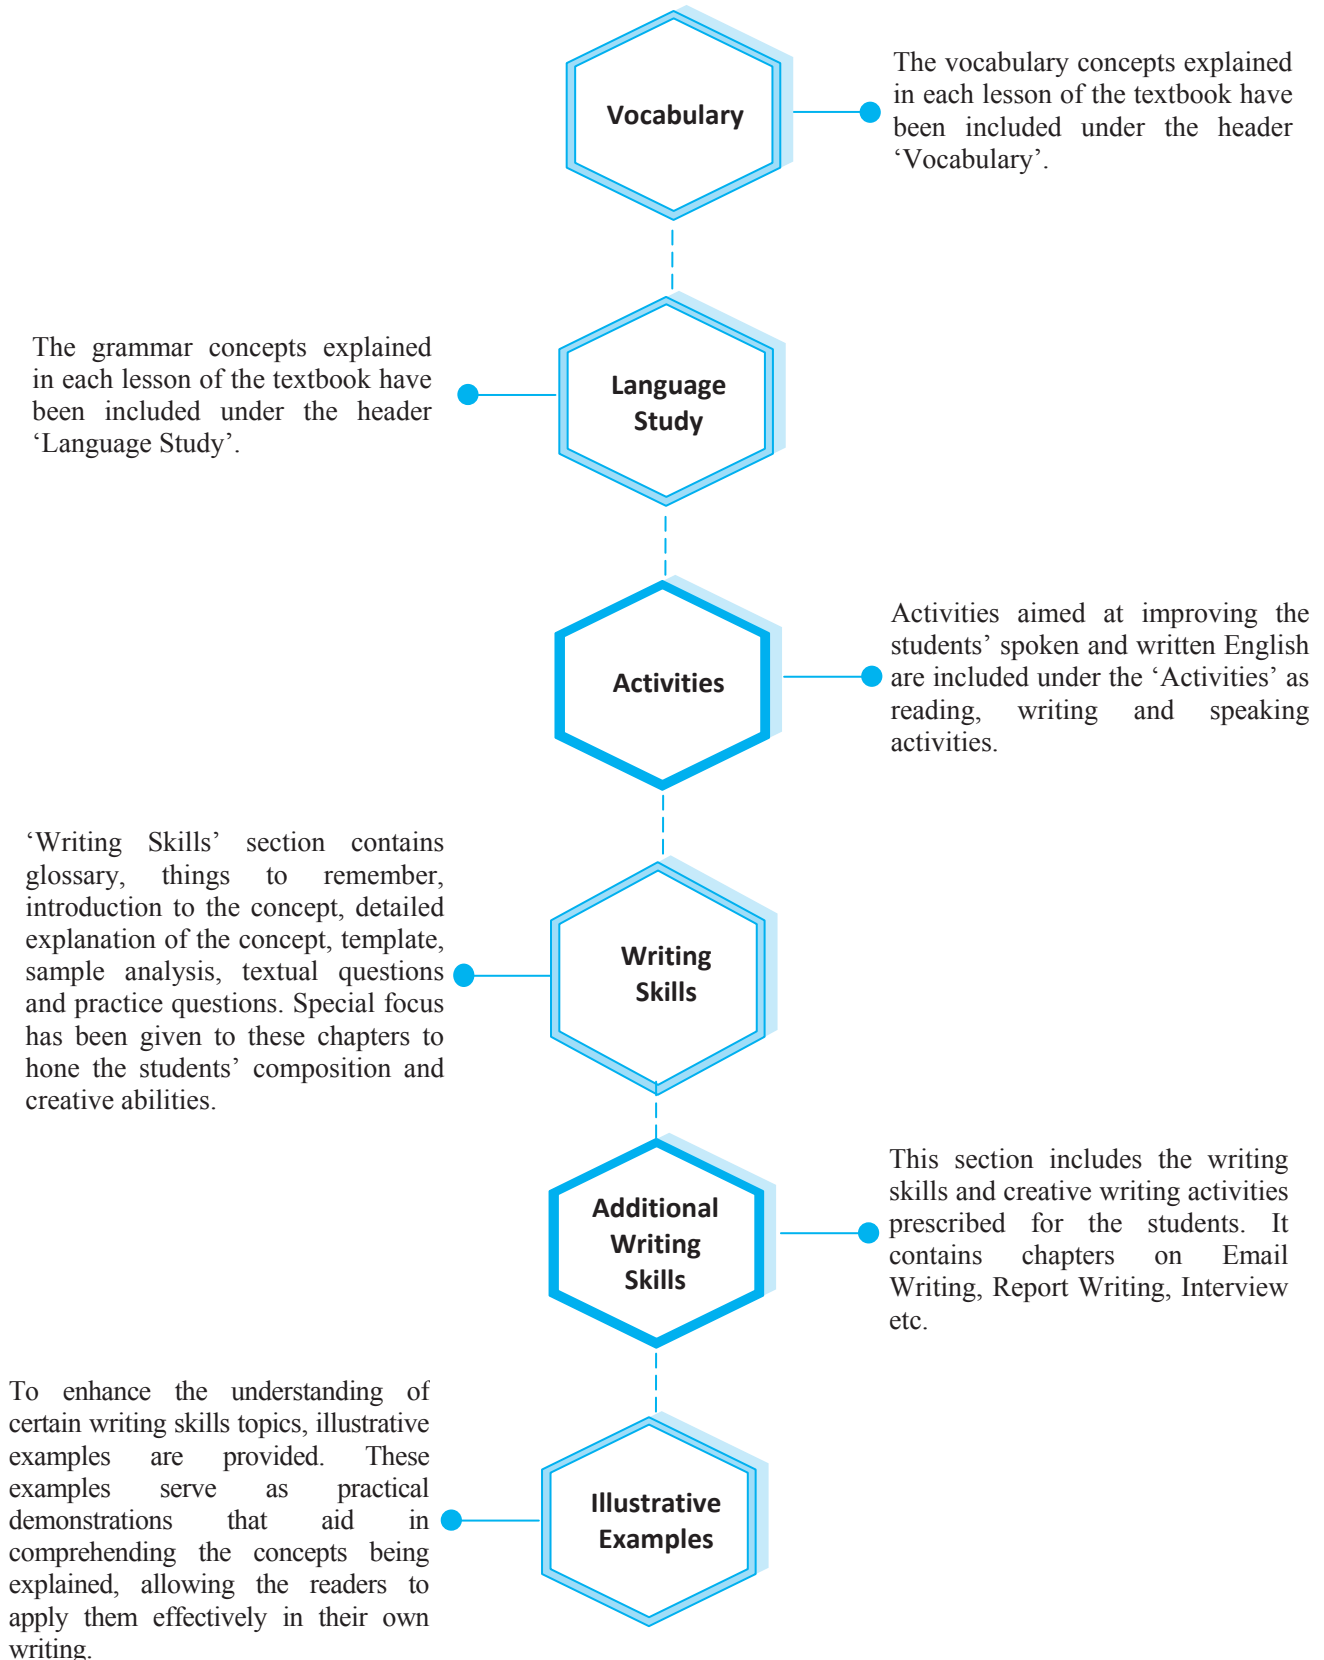 Vocabulary
The vocabulary concepts explained
in each lesson of the textbook have
been included under the header
‘Vocabulary’.
The grammar concepts explained
in each lesson of the textbook have
been included under the header
‘Language Study’.
Language
Study
Activities
Activities aimed at improving the
students’ spoken and written English
are included under the ‘Activities’ as
reading, writing and speaking
activities.
‘Writing Skills’ section contains
glossary, things to remember,
introduction to the concept, detailed
explanation of the concept, template,
sample analysis, textual questions
and practice questions. Special focus
has been given to these chapters to
hone the students’ composition and
creative abilities.
Writing
Skills
Additional
Writing
Skills
This section includes the writing
skills and creative writing activities
prescribed for the students. It
contains chapters on Email
Writing, Report Writing, Interview
etc.
To enhance the understanding of
certain writing skills topics, illustrative
examples are provided. These
examples serve as practical
demonstrations that aid in
comprehending the concepts being
explained, allowing the readers to
apply them effectively in their own
writing.
Illustrative
Examples